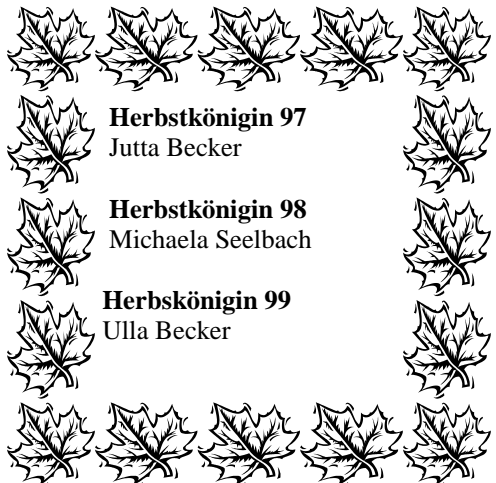 Herbstkönigin 97
Jutta Becker
Herbstkönigin 98
Michaela Seelbach
Herbskönigin 99
Ulla Becker